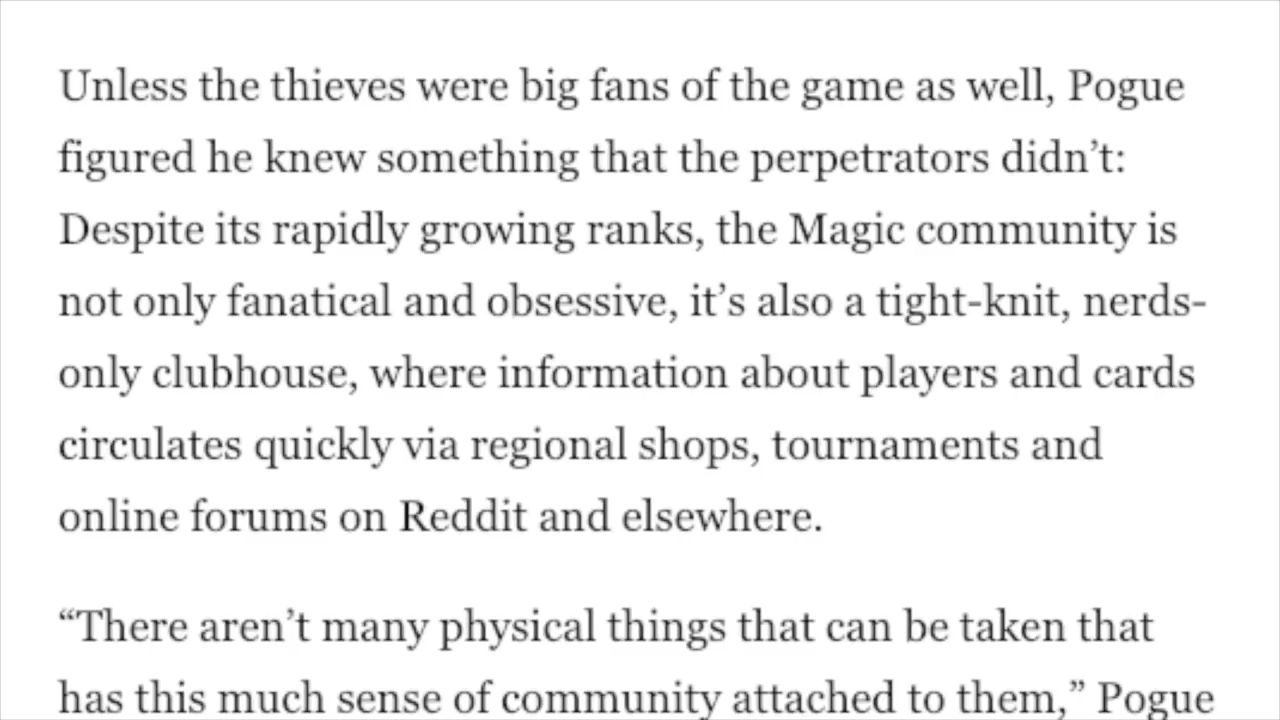 Unless the thieves were big fans of the game as well, Pogue
figured he knew something that the perpetrators didn’t:
Despite its rapidly growing ranks, the Magic community is
not only fanatical and obsessive, it’s also a tight-knit, nerds-
only clubhouse, where information about players and cards
circulates quickly via regional shops, tournaments and
online forums on Reddit and elsewhere.
“There aren’t many physical things that can be taken that
has this much sense of community attached to them,” Pogue